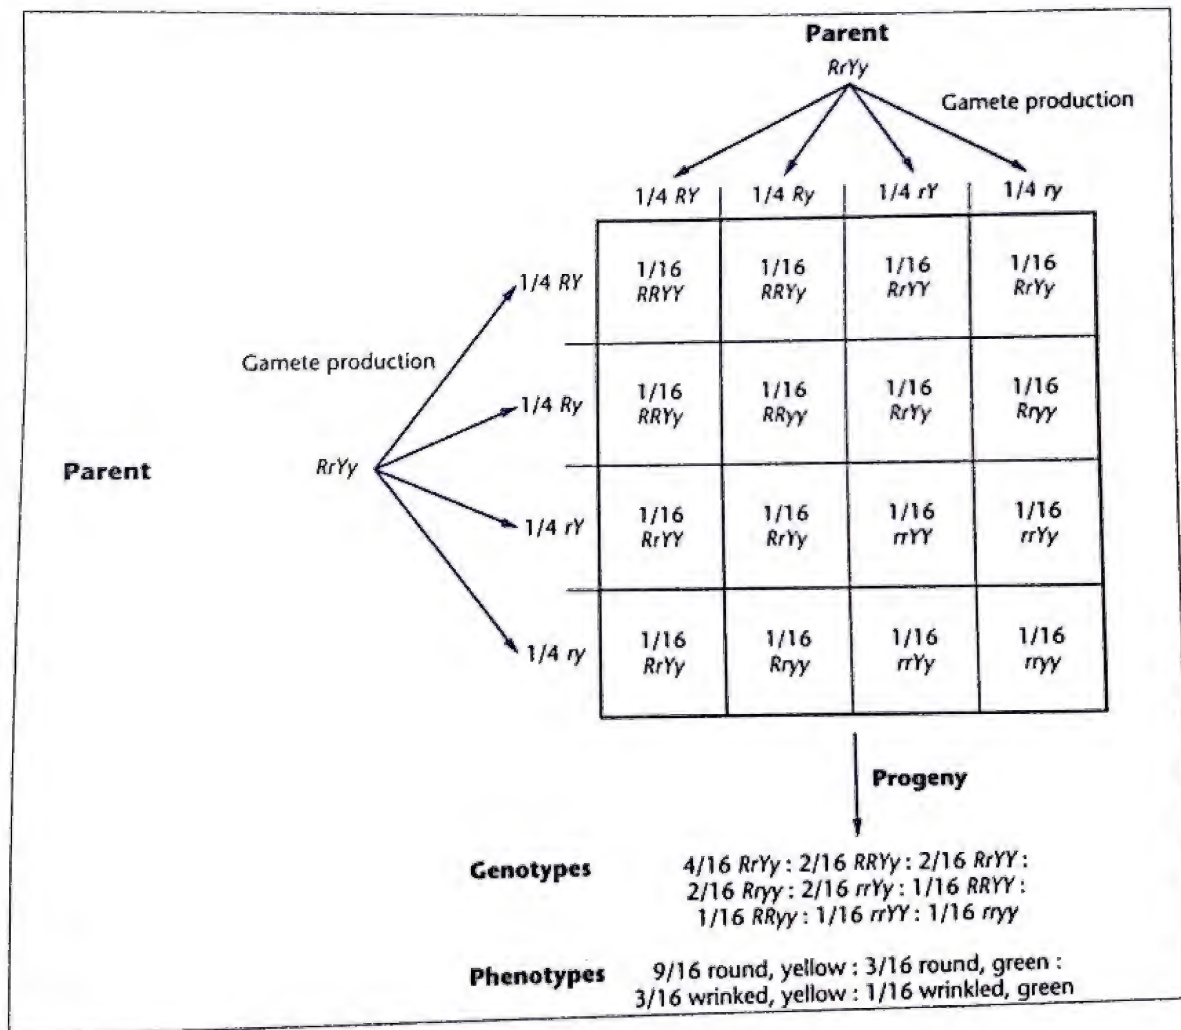 Parent
RrYy
Gamete production
1/4 RY 1/4 Ry 1/4 rY 1/4 ry
1/4 RY
1/16 1/16 1/16 1/16
RRYY RRYy RrYY RrYy
Gamete production
1/4 Ry
1/16 1/16 1/16 1/16
RRYy RRyy RrYy Rryy
Parent
RrYy
1/4 rY
1/16 1/16 1/16 1/16
RrYY RrYy rrYY rrYy
1/4 ry
1/16 1/16 1/16 1/16
RrYy Rryy rrYy rryy
Progeny
Genotypes
4/16 RrYy : 2/16 RRYy : 2/16 RrYY :
2/16 Rryy : 2/16 rrYy : 1/16 RRYY :
1/16 RRyy : 1/16 rrYY : 1/16 rryy
Phenotypes
9/16 round, yellow : 3/16 round, green :
3/16 wrinked, yellow : 1/16 wrinkled, green